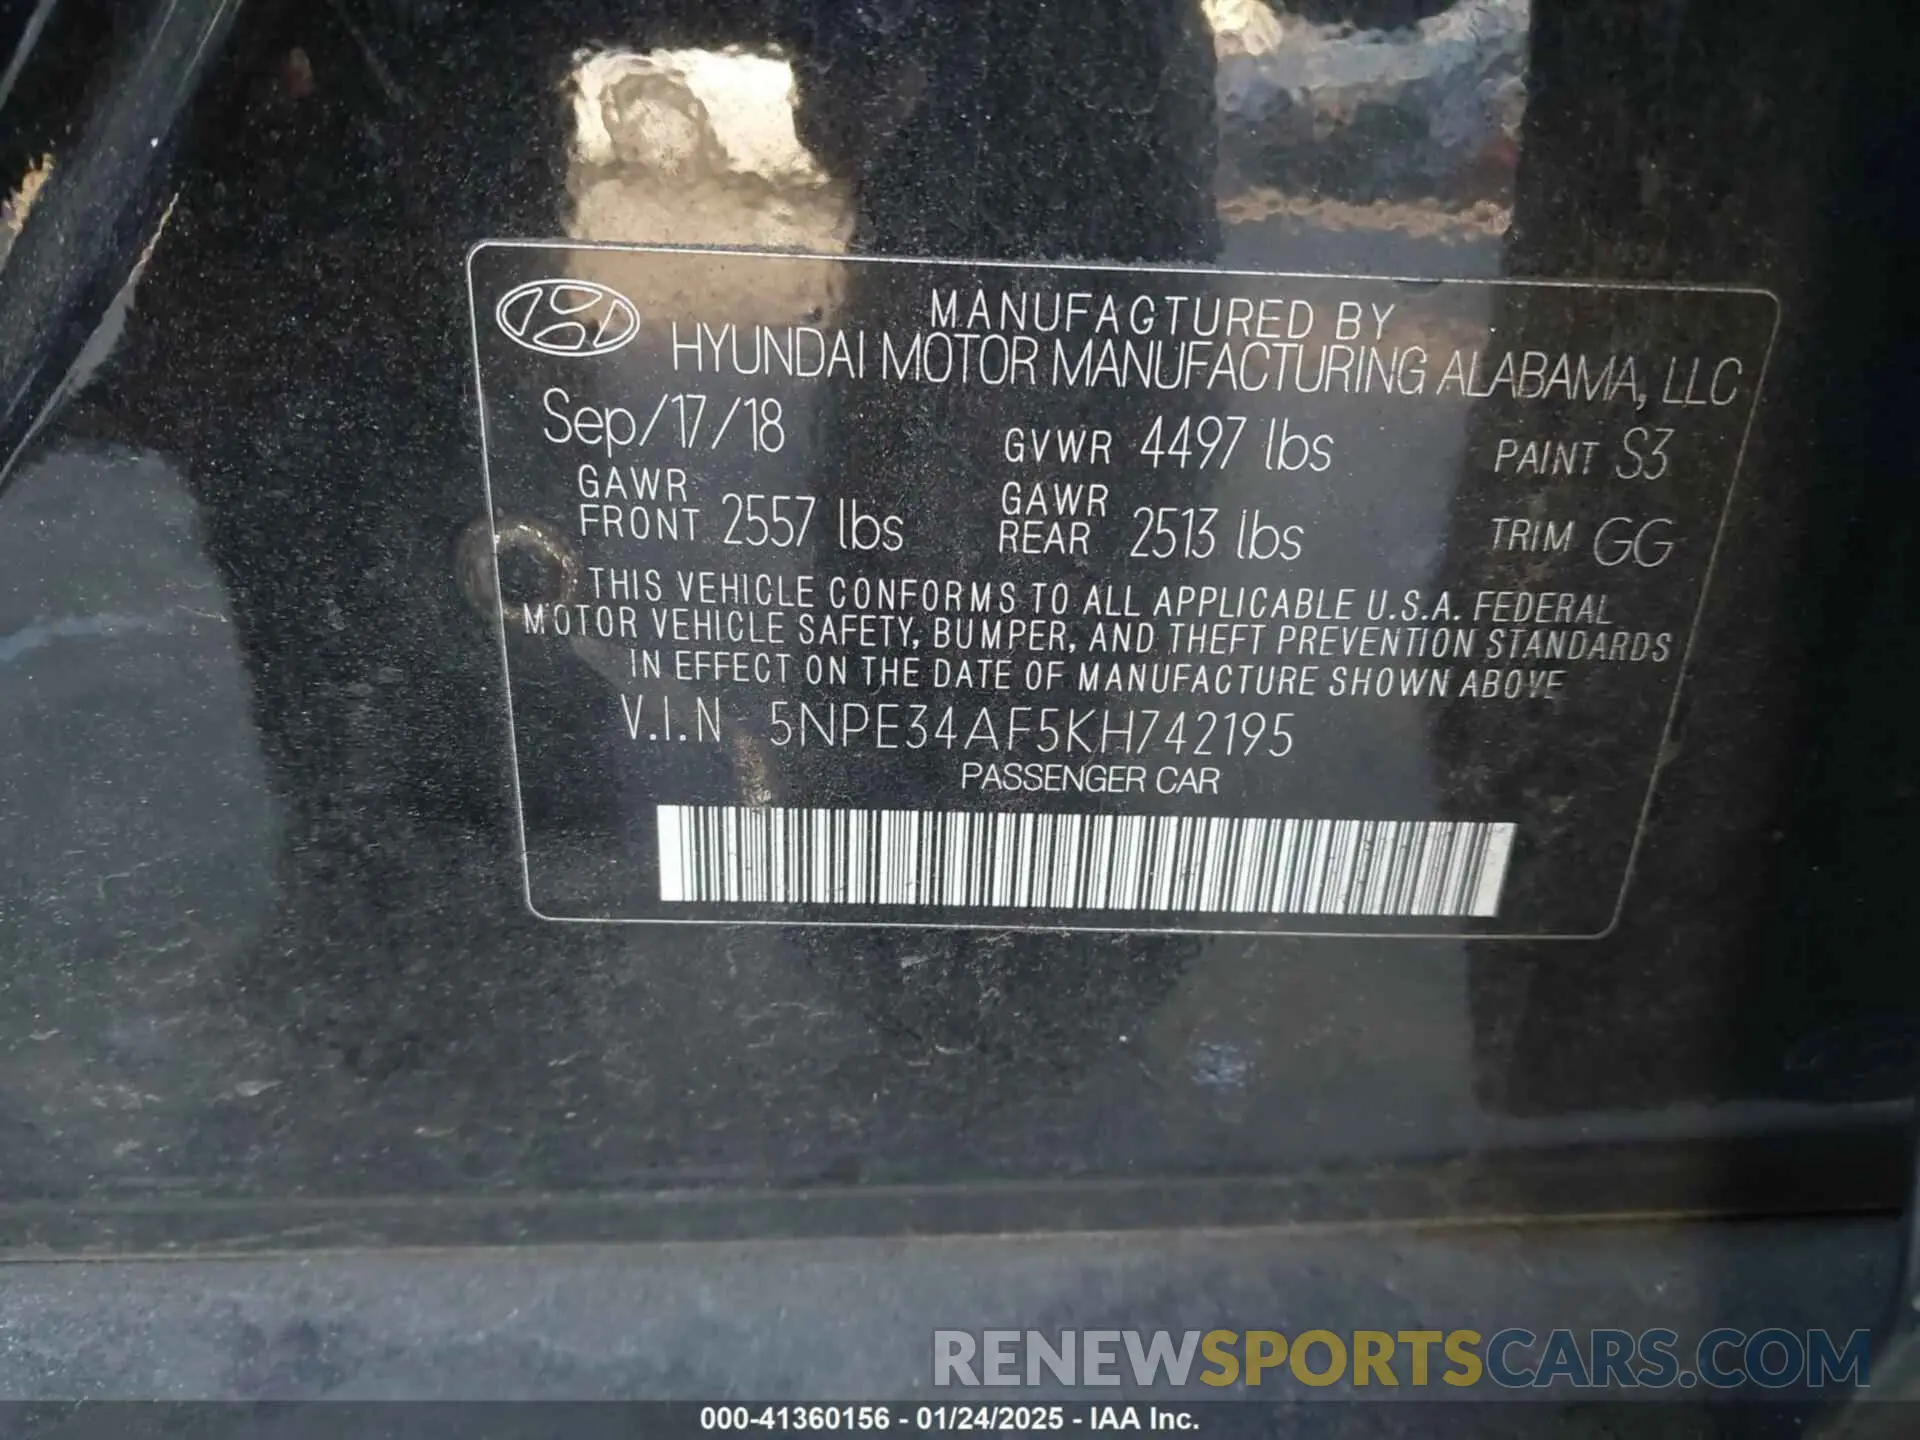 MANUFACTURED BY
HYUNDAI MOTOR MANUFACTURING ALABAMA, LLC
Sep/17/18 GVWR 4497 lbs PAINT S3
GAWR FRONT 2557 lbs GAWR REAR 2513 lbs TRIM GG
THIS VEHICLE CONFORMS TO ALL APPLICABLE U.S.A. FEDERAL
MOTOR VEHICLE SAFETY, BUMPER, AND THEFT PREVENTION STANDARDS
IN EFFECT ON THE DATE OF MANUFACTURE SHOWN ABOVE
V.I.N 5NPE34AF5KH742195
PASSENGER CAR
RENEWSPORTSCARS.COM
000-41360156 - 01/24/2025 - IAA Inc.